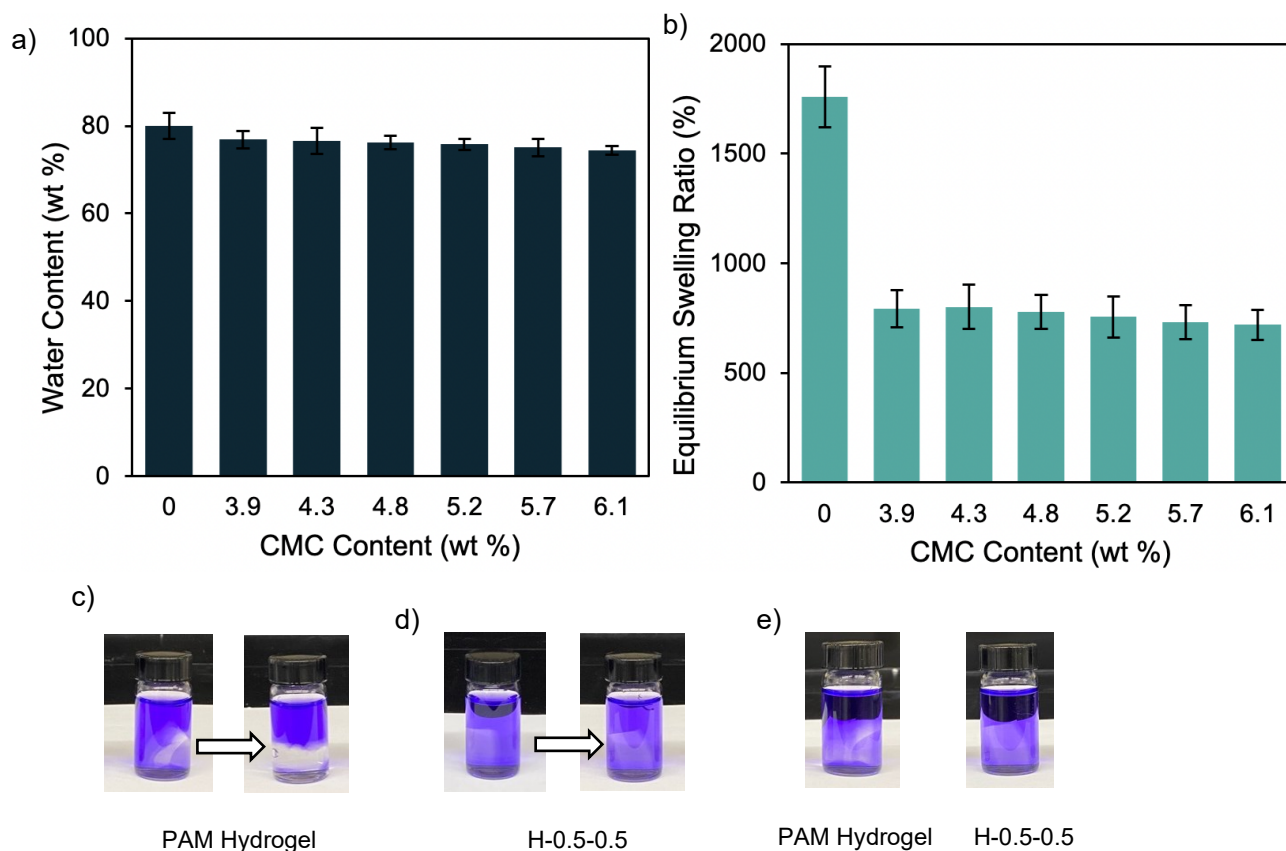 a)
Water Content (wt %)
100
80
60
40
20
0
0 3.9 4.3 4.8 5.2 5.7 6.1
CMC Content (wt %)
b)
Equilibrium Swelling Ratio (%)
2000
1500
1000
500
0
0 3.9 4.3 4.8 5.2 5.7 6.1
CMC Content (wt %)
c)
d)
e)
PAM Hydrogel
H-0.5-0.5
PAM Hydrogel
H-0.5-0.5